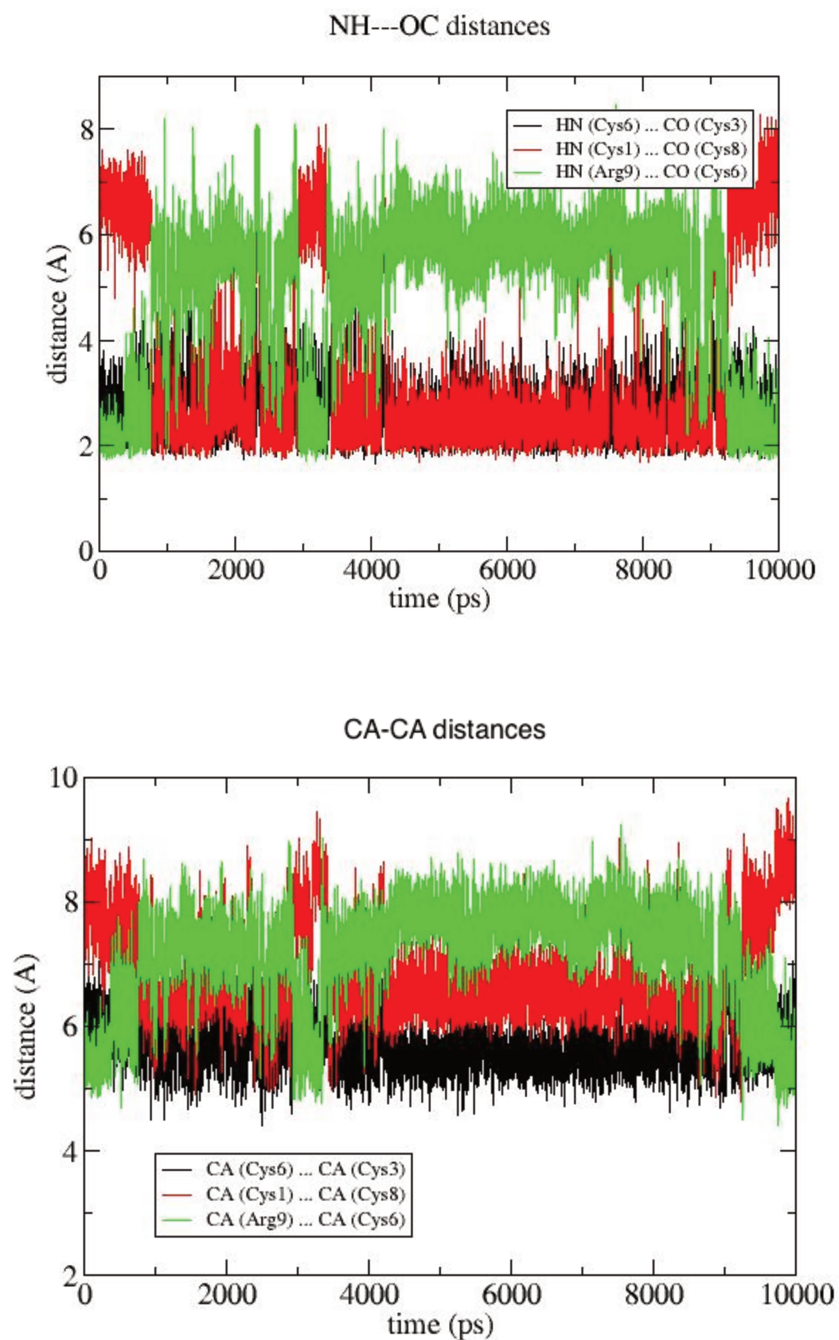 NH---OC distances
8
6
4
2
0
distance (A)
HN (Cys6) ... CO (Cys3)
HN (Cys1) ... CO (Cys8)
HN (Arg9) ... CO (Cys6)
0 2000 4000 6000 8000 10000
time (ps)
CA-CA distances
10
8
6
4
2
distance (A)
CA (Cys6) ... CA (Cys3)
CA (Cys1) ... CA (Cys8)
CA (Arg9) ... CA (Cys6)
0 2000 4000 6000 8000 10000
time (ps)